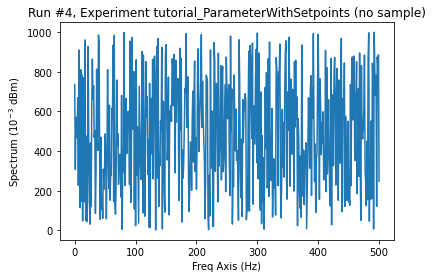 Run #4, Experiment tutorial_ParameterWithSetpoints (no sample)
1000
800
600
400
200
0
Spectrum (10⁻³ dBm)
0 100 200 300 400 500
Freq Axis (Hz)